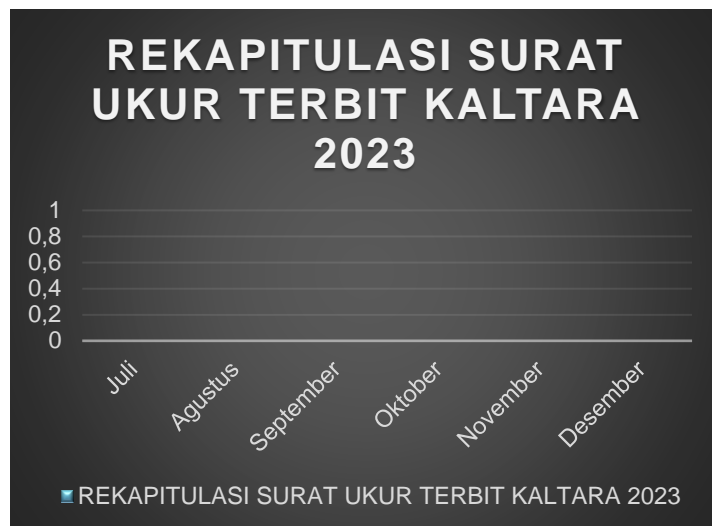 REKAPITULASI SURAT
UKUR TERBIT KALTARA
2023
1
0,8
0,6
0,4
0,2
0
Juli
Agustus
September
Oktober
November
Desember
REKAPITULASI SURAT UKUR TERBIT KALTARA 2023